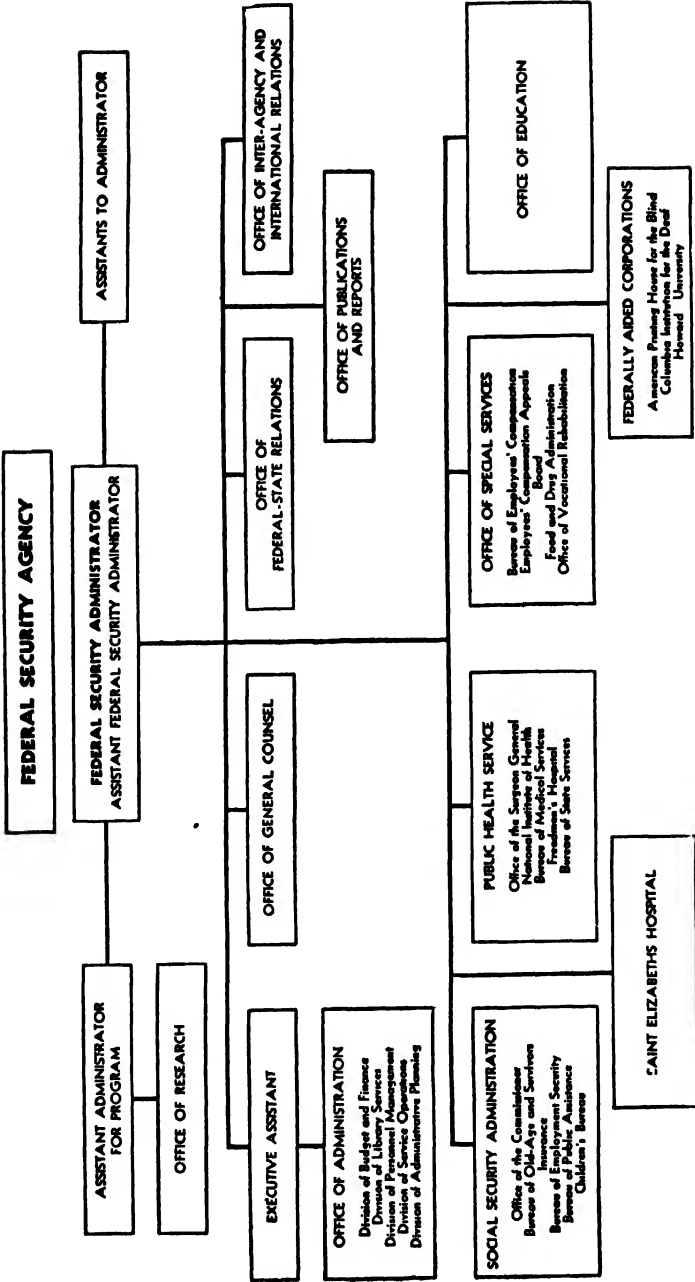 FEDERAL SECURITY AGENCY
ASSISTANT ADMINISTRATOR
FOR PROGRAM
FEDERAL SECURITY ADMINISTRATOR
ASSISTANT FEDERAL SECURITY ADMINISTRATOR
ASSISTANTS TO ADMINISTRATOR
OFFICE OF RESEARCH
EXECUTIVE ASSISTANT
OFFICE OF GENERAL COUNSEL
OFFICE OF
FEDERAL-STATE RELATIONS
OFFICE OF INTER-AGENCY AND
INTERNATIONAL RELATIONS
OFFICE OF ADMINISTRATION
Division of Budget and Finance
Division of Library Services
Division of Personnel Management
Division of Service Operations
Division of Administrative Planning
OFFICE OF PUBLICATIONS
AND REPORTS
SOCIAL SECURITY ADMINISTRATION
Office of the Commissioner
Bureau of Old-Age and Survivors
Insurance
Bureau of Employment Security
Bureau of Public Assistance
Children's Bureau
PUBLIC HEALTH SERVICE
Office of the Surgeon General
National Institute of Health
Bureau of Medical Services
Freedmen's Hospital
Bureau of State Services
OFFICE OF SPECIAL SERVICES
Bureau of Employees' Compensation
Employees' Compensation Appeals
Board
Food and Drug Administration
Office of Vocational Rehabilitation
OFFICE OF EDUCATION
SAINT ELIZABETHS HOSPITAL
FEDERALLY AIDED CORPORATIONS
American Printing House for the Blind
Columbia Institution for the Deaf
Howard University